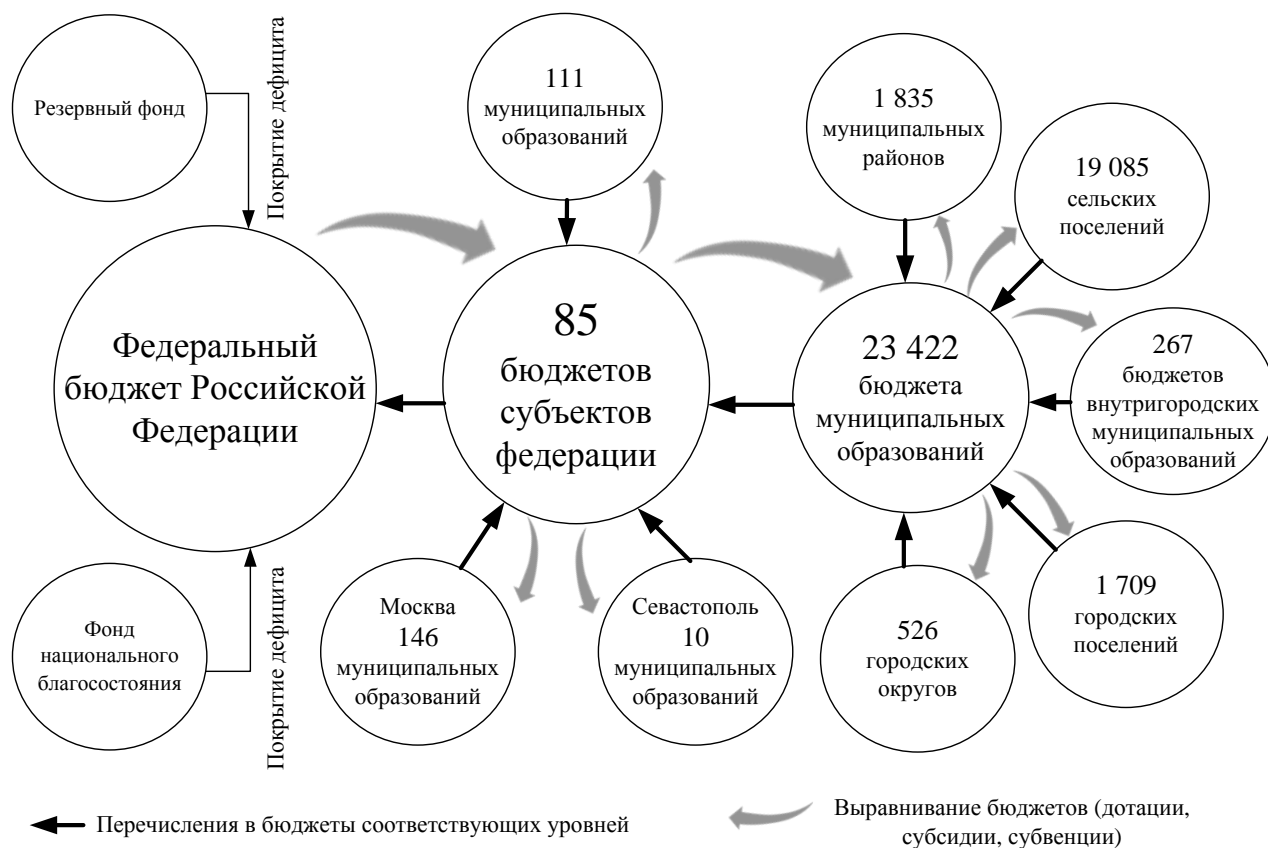 Резервный фонд
Покрытие дефицита
Федеральный
бюджет Российской
Федерации
Фонд
национального
благосостояния
Покрытие дефицита
111
муниципальных
образований
85
бюджетов
субъектов
федерации
Москва
146
муниципальных
образований
Севастополь
10
муниципальных
образований
1 835
муниципальных
районов
19 085
сельских
поселений
23 422
бюджета
муниципальных
образований
267
бюджетов
внутригородских
муниципальных
образований
526
городских
округов
1 709
городских
поселений
Перечисления в бюджеты соответствующих уровней
Выравнивание бюджетов (дотации,
субсидии, субвенции)